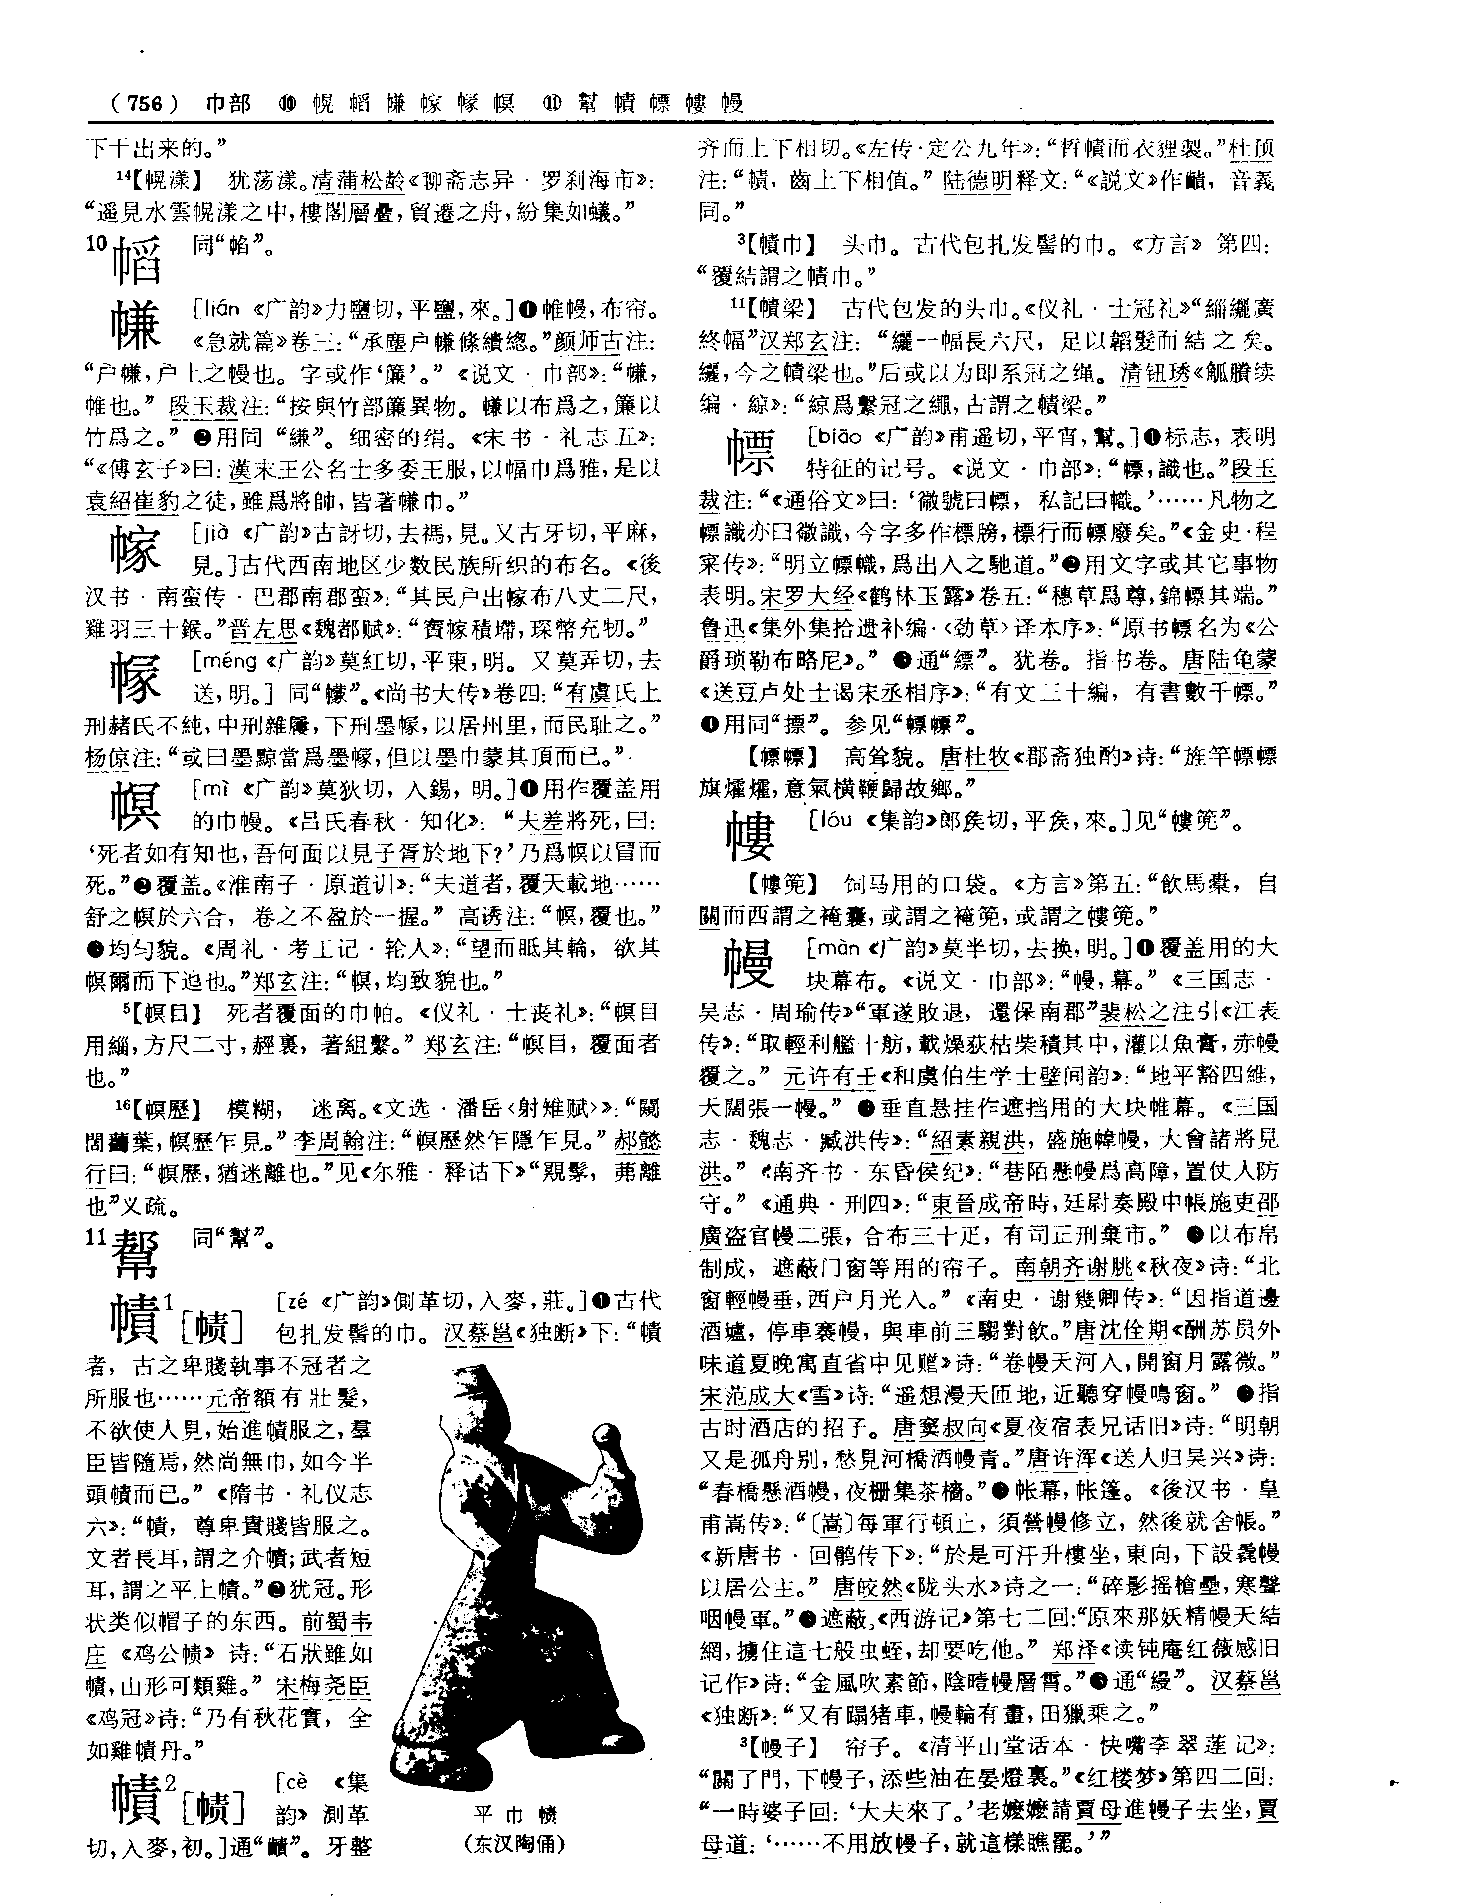 (756) 巾部 ⑩ 幌 幍 㡘 幏 幪 幎 ⑪ 幫 幘 幖 㡞 幔
下干出来的。”
14【幌漾】 犹荡漾。清蒲松龄《聊斋志异·罗刹海市》:
“遥見水雲幌漾之中,樓閣層疊,貿遷之舟,紛集如蟻。”
10 幍 同“㡊”。
㡘 [lián 《广韵》力鹽切,平鹽,來。]❶帷幔,布帘。
《急就篇》卷三:“承塵户㡘絛繢總。”颜师古注:
“户㡘,户上之幔也。字或作‘簾’。”《说文·巾部》:“㡘,
帷也。”段玉裁注:“按與竹部簾異物。㡘以布爲之,簾以
竹爲之。”❷用同“縑”。细密的绢。《宋书·礼志五》:
“《傅玄子》曰:漢末王公名士多委王服,以幅巾爲雅,是以
袁紹崔豹之徒,雖爲將帥,皆著㡘巾。”
幏 [jià 《广韵》古訝切,去禡,見。又古牙切,平麻,
見。]古代西南地区少数民族所织的布名。《後
汉书·南蛮传·巴郡南郡蛮》:“其民户出幏布八丈二尺,
雞羽三十鍭。”晋左思《魏都赋》:“賨幏積墆,琛幣充牣。”
幪 [méng《广韵》莫紅切,平東,明。又莫弄切,去
送,明。] 同“幪”。《尚书大传》卷四:“有虞氏上
刑赭氏不純,中刑雜屨,下刑墨幪,以居州里,而民耻之。”
杨倞注:“或曰墨黥當爲墨幪,但以墨巾蒙其頂而已。”
幎 [mì 《广韵》莫狄切,入錫,明。]❶用作覆盖用
的巾幔。《吕氏春秋·知化》:“夫差將死,曰:
‘死者如有知也,吾何面以見子胥於地下?’乃爲幎以冒而
死。”❷覆盖。《淮南子·原道训》:“夫道者,覆天載地……
舒之幎於六合,卷之不盈於一握。”高诱注:“幎,覆也。”
❸均匀貌。《周礼·考工记·轮人》:“望而眂其輪,欲其
幎爾而下迆也。”郑玄注:“幎,均致貌也。”
5【幎目】 死者覆面的巾帕。《仪礼·士丧礼》:“幎目
用緇,方尺二寸,䞓裏,著組繫。”郑玄注:“幎目,覆面者
也。”
16【幎歷】 模糊, 迷离。《文选·潘岳〈射雉赋〉》:“闚
閭葉,幎歷乍見。”李周翰注:“幎歷然乍隱乍見。”郝懿
行曰:“幎歷,猶迷離也。”见《尔雅·释诂下》“覭髳,茀離
也”义疏。
11 幫 同“幫”。
幘1[帻] [zé 《广韵》側革切,入麥,莊。]❶古代
包扎发髻的巾。汉蔡邕《独断》下:“幘
者,古之卑賤執事不冠者之
所服也……元帝額有壯髮,
不欲使人見,始進幘服之,羣
臣皆隨焉,然尚無巾,如今半
頭幘而已。”《隋书·礼仪志
六》:“幘,尊卑貴賤皆服之。
文者長耳,謂之介幘;武者短
耳,謂之平上幘。”❷犹冠。形
状类似帽子的东西。前蜀韦
庄《鸡公帻》诗:“石狀雖如
幘,山形可類雞。”宋梅尧臣
《鸡冠》诗:“乃有秋花實,全
如雞幘丹。”
幘2[帻] [cè 《集
韵》測革
切,入麥,初。]通“䶦”。牙整
平 巾 帻
(东汉陶俑)
齐而上下相切。《左传·定公九年》:“晳幘而衣狸製。”杜预
注:“幘,齒上下相值。”陆德明释文:“《說文》作䶦,音義
同。”
3【幘巾】 头巾。古代包扎发髻的巾。《方言》第四:
“覆結謂之幘巾。”
11【幘梁】 古代包发的头巾。《仪礼·士冠礼》“緇纚廣
終幅”汉郑玄注:“纚一幅長六尺,足以韜髮而結之矣。
纚,今之幘梁也。”后或以为即系冠之绳。清钮琇《觚賸续
编·綜》:“綜爲繫冠之繩,古謂之幘梁。”
幖 [biāo《广韵》甫遥切,平宵,幫。]❶标志,表明
特征的记号。《说文·巾部》:“幖,識也。”段玉
裁注:“《通俗文》曰:‘徽號曰幖,私記曰幟。’……凡物之
幖識亦曰徽識,今字多作標牓,標行而幖廢矣。”《金史·程
寀传》:“明立幖幟,爲出入之馳道。”❷用文字或其它事物
表明。宋罗大经《鹤林玉露》卷五:“穗草爲尊,錦幖其端。”
鲁迅《集外集拾遗补编·〈劲草〉译本序》:“原书幖名为《公
爵琐勒布略尼》。”❸通“縹”。犹卷。指书卷。唐陆龟蒙
《送豆卢处士谒宋丞相序》:“有文三十編,有書數千幖。”
❹用同“摽”。参见“幖幖”。
【幖幖】 高耸貌。唐杜牧《郡斋独酌》诗:“旌竿幖幖
旗㸌㸌,意氣横鞭歸故鄉。”
㡞 [lóu 《集韵》郎侯切,平侯,來。]见“㡞篼”。
【㡞篼】 饲马用的口袋。《方言》第五:“飲馬橐,自
關而西謂之裺囊,或謂之裺篼,或謂之㡞篼。”
幔 [màn《广韵》莫半切,去换,明。]❶覆盖用的大
块幕布。《说文·巾部》:“幔,幕。”《三国志·
吴志·周瑜传》“軍遂敗退,還保南郡”裴松之注引《江表
传》:“取輕利艦十舫,載燥荻枯柴積其中,灌以魚膏,赤幔
覆之。”元许有壬《和虞伯生学士壁间韵》:“地平豁四維,
天闊張一幔。”❷垂直悬挂作遮挡用的大块帷幕。《三国
志·魏志·臧洪传》:“紹素親洪,盛施幃幔,大會諸將見
洪。”《南齐书·东昏侯纪》:“巷陌懸幔爲高障,置仗人防
守。”《通典·刑四》:“東晉成帝時,廷尉奏殿中帳施吏邵
廣盗官幔二張,合布三十疋,有司正刑棄市。”❸以布帛
制成,遮蔽门窗等用的帘子。南朝齐谢朓《秋夜》诗:“北
窗輕幔垂,西户月光入。”《南史·谢幾卿传》:“因指道邊
酒壚,停車褰幔,與車前三騶對飲。”唐沈佺期《酬苏员外
味道夏晚寓直省中见赠》诗:“卷幔天河入,開窗月露微。”
宋范成大《雪》诗:“遥想漫天匝地,近聽穿幔鳴窗。”❹指
古时酒店的招子。唐窦叔向《夏夜宿表兄话旧》诗:“明朝
又是孤舟别,愁見河橋酒幔青。”唐许浑《送人归吴兴》诗:
“春橋懸酒幔,夜栅集茶檣。”❺帐幕,帐篷。《後汉书·皇
甫嵩传》:“〔嵩〕每軍行頓止,須營幔修立,然後就舍帳。”
《新唐书·回鹘传下》:“於是可汗升樓坐,東向,下設毳幔
以居公主。”唐皎然《陇头水》诗之一:“碎影摇槍壘,寒聲
咽幔軍。”❻遮蔽。《西游记》第七二回:“原來那妖精幔天結
網,擄住這七般虫蛭,却要吃他。”郑泽《读钝庵红薇感旧
记作》诗:“金風吹素節,陰曀幔層霄。”❼通“縵”。汉蔡邕
《独断》:“又有蹋猪車,幔輪有畫,田獵乘之。”
3【幔子】 帘子。《清平山堂话本·快嘴李翠莲记》:
“關了門,下幔子,添些油在晏燈裏。”《红楼梦》第四二回:
“一時婆子回:‘大夫來了。’老嬷嬷請賈母進幔子去坐,賈
母道:‘……不用放幔子,就這樣瞧罷。’”